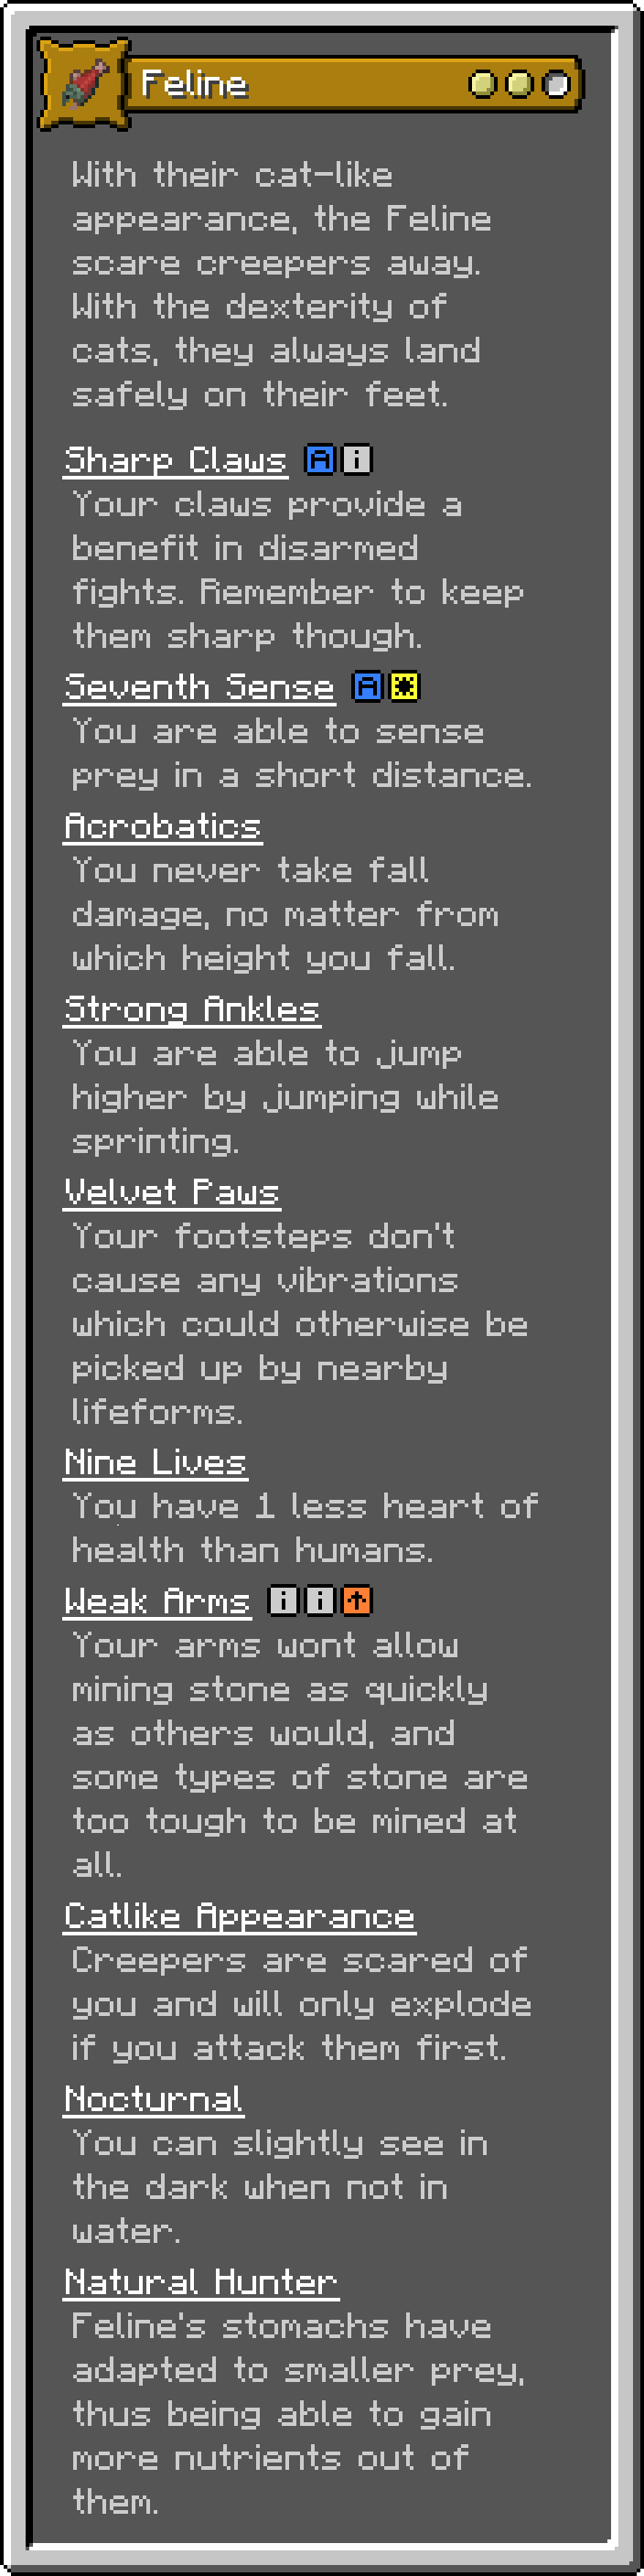 Feline
With their cat-like
appearance, the Feline
scare creepers away.
With the dexterity of
cats, they always land
safely on their feet.
Sharp Claws A i
Your claws provide a
benefit in disarmed
fights. Remember to keep
them sharp though.
Seventh Sense A
You are able to sense
prey in a short distance.
Acrobatics
You never take fall
damage, no matter from
which height you fall.
Strong Ankles
You are able to jump
higher by jumping while
sprinting.
Velvet Paws
Your footsteps don't
cause any vibrations
which could otherwise be
picked up by nearby
lifeforms.
Nine Lives
You have 1 less heart of
health than humans.
Weak Arms i i
Your arms wont allow
mining stone as quickly
as others would, and
some types of stone are
too tough to be mined at
all.
Catlike Appearance
Creepers are scared of
you and will only explode
if you attack them first.
Nocturnal
You can slightly see in
the dark when not in
water.
Natural Hunter
Feline's stomachs have
adapted to smaller prey,
thus being able to gain
more nutrients out of
them.